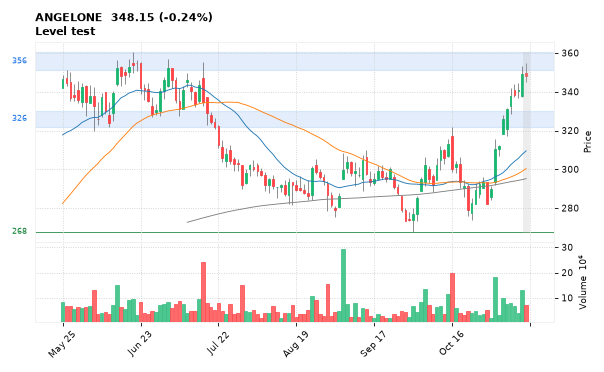 ANGELONE 348.15 (-0.24%)
Level test
356
326
268
360
340
320
300
280
Price
30
20
10
Volume 10⁴
May 25
Jun 23
Jul 22
Aug 19
Sep 17
Oct 16